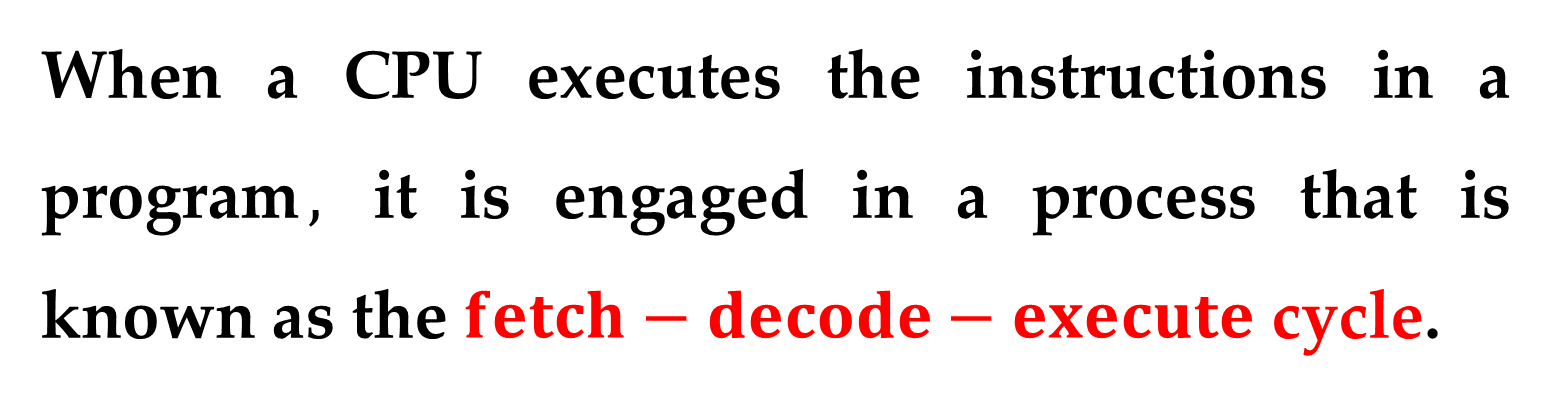 When a CPU executes the instructions in a
program, it is engaged in a process that is
known as the fetch – decode – execute cycle.